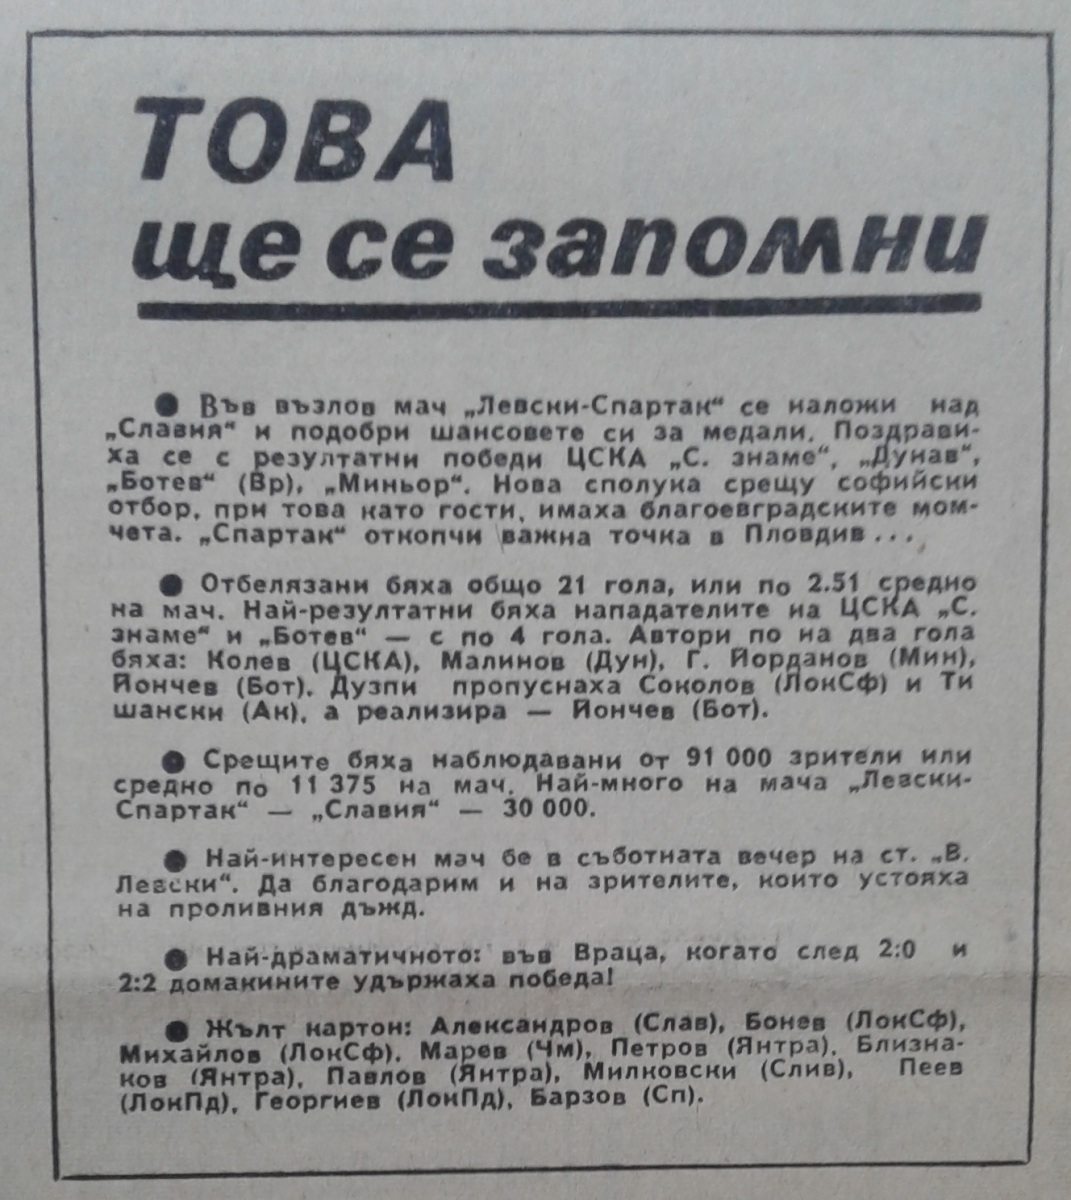 ТОВА
ще се запомни
● Във възлов мач „Левски-Спартак“ се наложи над
„Славия“ и подобри шансовете си за медали. Поздрави-
ха се с резултатни победи ЦСКА „С. знаме“, „Дунав“,
„Ботев“ (Вр), „Миньор“. Нова сполука срещу софийски
отбор, при това като гости, имаха благоевградските мом-
чета. „Спартак“ откопчи важна точка в Пловдив...
● Отбелязани бяха общо 21 гола, или по 2.51 средно
на мач. Най-резултатни бяха нападателите на ЦСКА „С.
знаме“ и „Ботев“ — с по 4 гола. Автори по на два гола
бяха: Колев (ЦСКА), Малинов (Дун), Г. Йорданов (Мин),
Йончев (Бот). Дузпи пропуснаха Соколов (ЛокСф) и Ти
шански (Ак), а реализира — Йончев (Бот).
● Срещите бяха наблюдавани от 91 000 зрители или
средно по 11 375 на мач. Най-много на мача „Левски-
Спартак“ — „Славия“ — 30 000.
● Най-интересен мач бе в съботната вечер на ст. „В.
Левски“. Да благодарим и на зрителите, които устояха
на проливния дъжд.
● Най-драматичното: във Враца, когато след 2:0 и
2:2 домакините удържаха победа!
● Жълт картон: Александров (Слав), Бонев (ЛокСф),
Михайлов (ЛокСф), Марев (Чм), Петров (Янтра), Близна-
ков (Янтра), Павлов (Янтра), Милковски (Слив), Пеев
(ЛокПд), Георгиев (ЛокПд), Барзов (Сп).